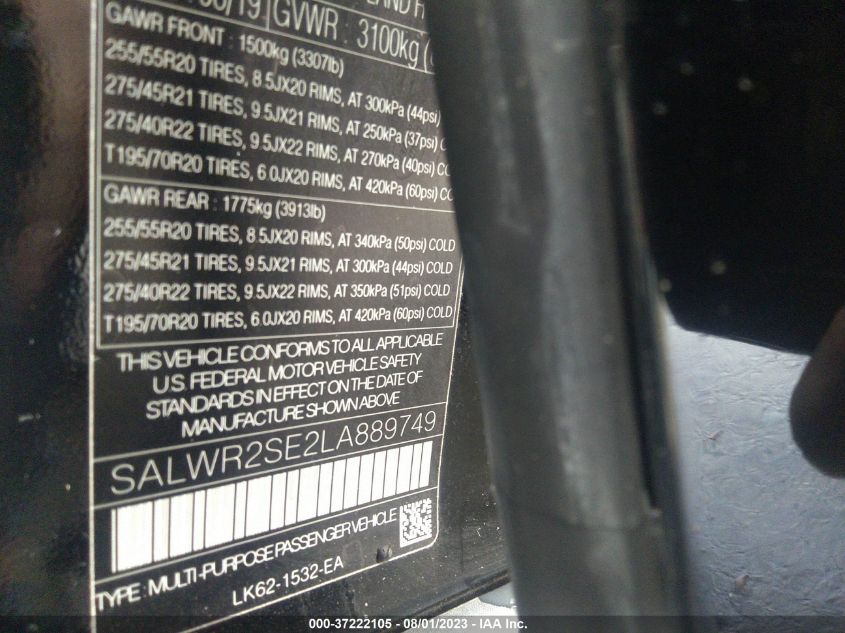 GVWR : 3100kg
GAWR FRONT : 1500kg (3307lb)
255/55R20 TIRES, 8.5JX20 RIMS, AT 300kPa (44psi)
275/45R21 TIRES, 9.5JX21 RIMS, AT 250kPa (37psi)
275/40R22 TIRES, 9.5JX22 RIMS, AT 270kPa (40psi)
T195/70R20 TIRES, 6.0JX20 RIMS, AT 420kPa (60psi)
GAWR REAR : 1775kg (3913lb)
255/55R20 TIRES, 8.5JX20 RIMS, AT 340kPa (50psi) COLD
275/45R21 TIRES, 9.5JX21 RIMS, AT 300kPa (44psi) COLD
275/40R22 TIRES, 9.5JX22 RIMS, AT 350kPa (51psi) COLD
T195/70R20 TIRES, 6.0JX20 RIMS, AT 420kPa (60psi) COLD
THIS VEHICLE CONFORMS TO ALL APPLICABLE
U.S FEDERAL MOTOR VEHICLE SAFETY
STANDARDS IN EFFECT ON THE DATE OF
MANUFACTURE SHOWN ABOVE
SALWR2SE2LA889749
TYPE : MULTI-PURPOSE PASSENGER VEHICLE
LK62-1532-EA
000-37222105 - 08/01/2023 - IAA Inc.